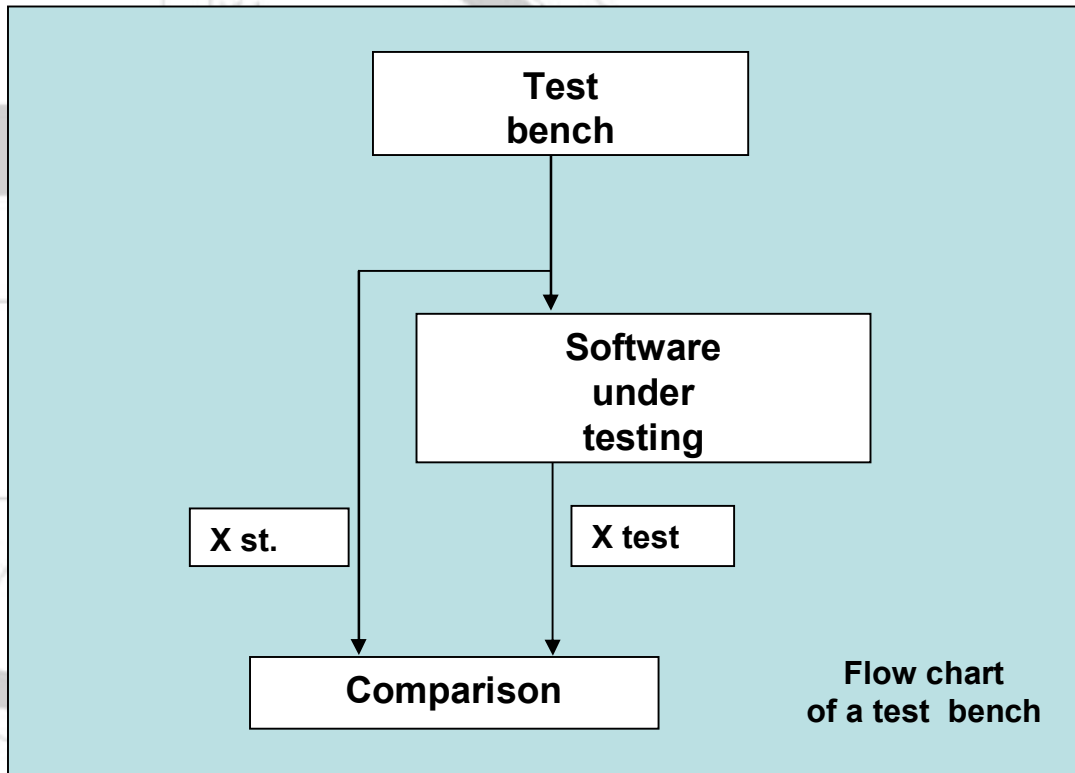 Test
bench
Software
under
testing
X st.
X test
Comparison
Flow chart
of a test bench